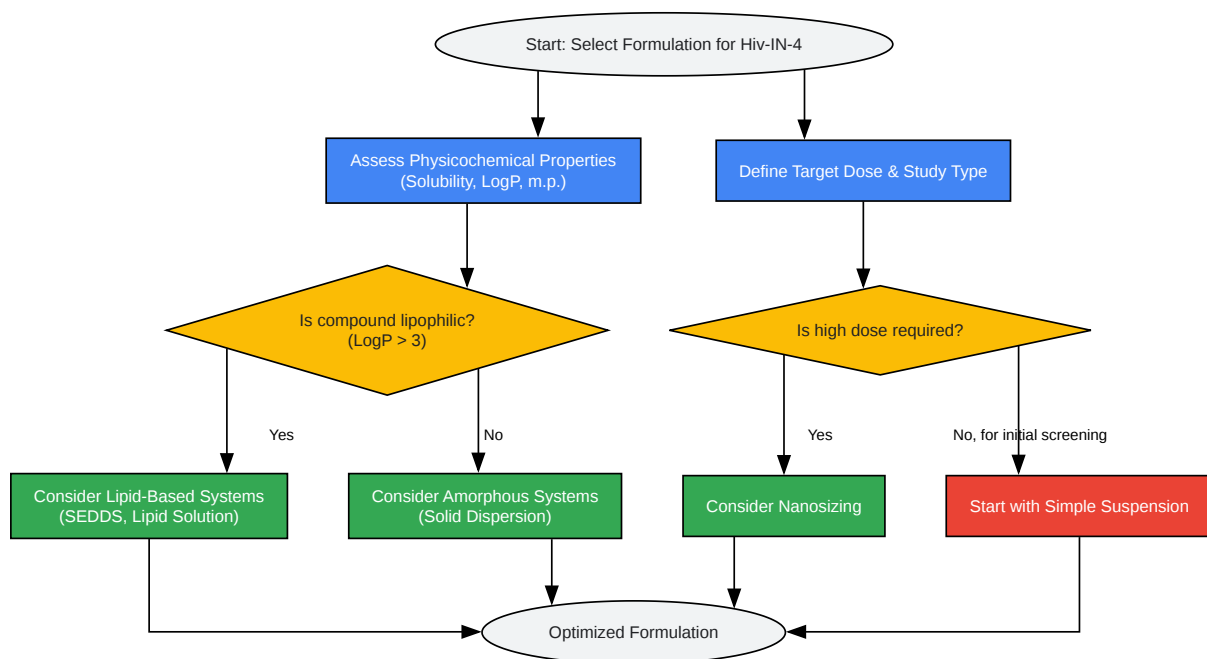 Start: Select Formulation for Hiv-IN-4
Assess Physicochemical Properties
(Solubility, LogP, m.p.)
Define Target Dose & Study Type
Is compound lipophilic?
(LogP > 3)
Is high dose required?
Yes
No
Yes
No, for initial screening
Consider Lipid-Based Systems
(SEDDS, Lipid Solution)
Consider Amorphous Systems
(Solid Dispersion)
Consider Nanosizing
Start with Simple Suspension
Optimized Formulation